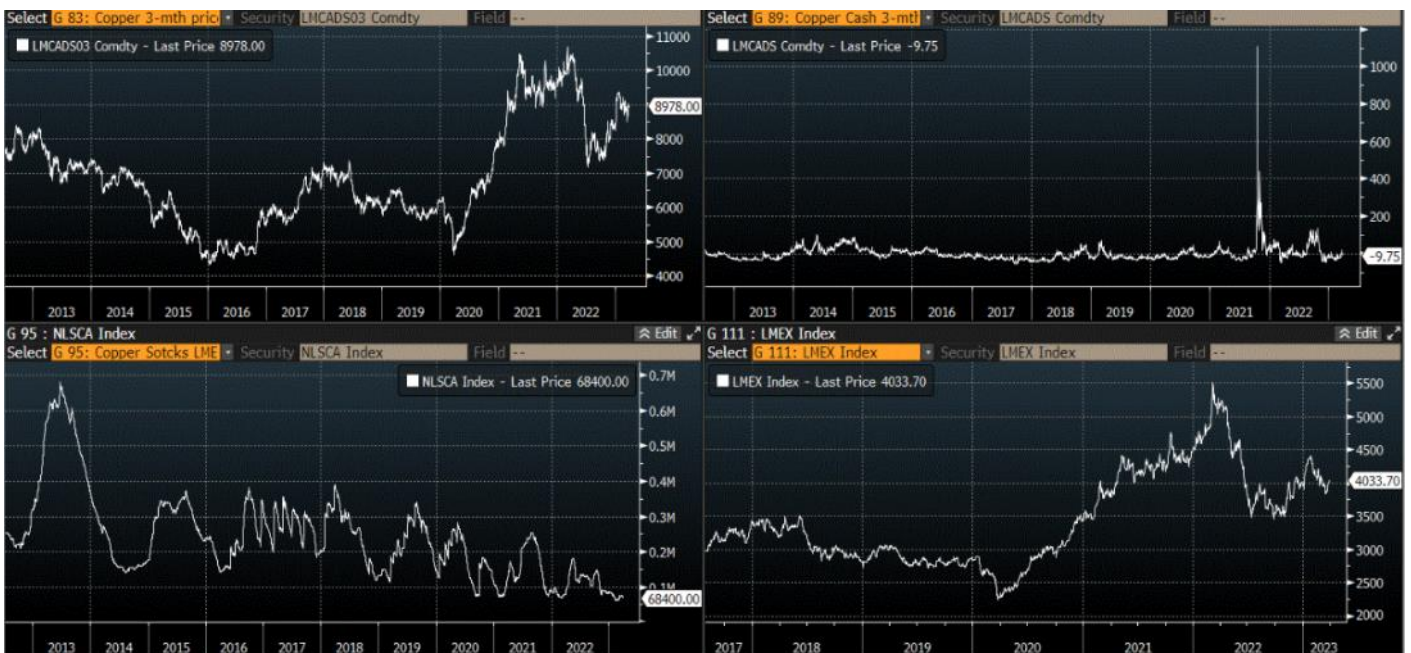 Select G 83: Copper 3-mth pric Security LMCADS03 Comdty Field --
LMCADS03 Comdty - Last Price 8978.00
11000
10000
8978.00
8000
7000
6000
5000
4000
2013 2014 2015 2016 2017 2018 2019 2020 2021 2022
Select G 89: Copper Cash 3-mth Security LMCADS Comdty Field --
LMCADS Comdty - Last Price -9.75
1000
800
600
400
200
-9.75
2013 2014 2015 2016 2017 2018 2019 2020 2021 2022
G 95 : NLSCA Index Edit
Select G 95: Copper Sotcks LME Security NLSCA Index Field --
NLSCA Index - Last Price 68400.00
0.7M
0.6M
0.5M
0.4M
0.3M
0.2M
0.1M
68400.00
2013 2014 2015 2016 2017 2018 2019 2020 2021 2022
G 111 : LMEX Index Edit
Select G 111: LMEX Index Security LMEX Index Field --
LMEX Index - Last Price 4033.70
5500
5000
4500
4033.70
3500
3000
2500
2000
2017 2018 2019 2020 2021 2022 2023